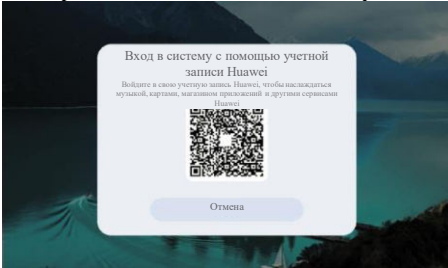 Вход в систему с помощью учетной
записи Huawei
Войдите в свою учетную запись Huawei, чтобы наслаждаться
музыкой, картами, магазином приложений и другими сервисами
Huawei
Отмена